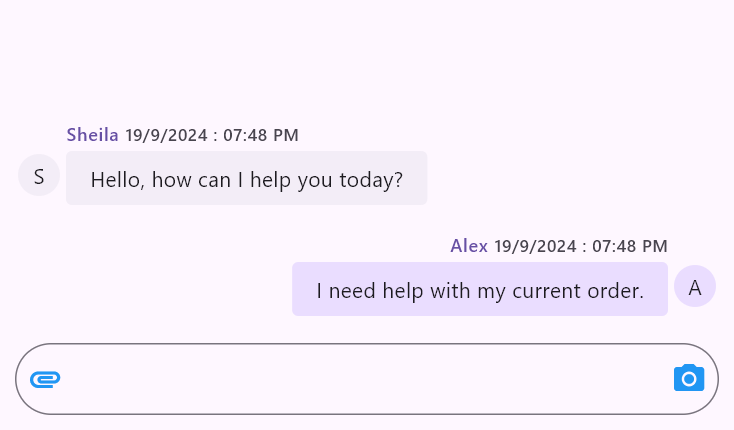 Sheila 19/9/2024 : 07:48 PM
S
Hello, how can I help you today?
Alex 19/9/2024 : 07:48 PM
I need help with my current order.
A